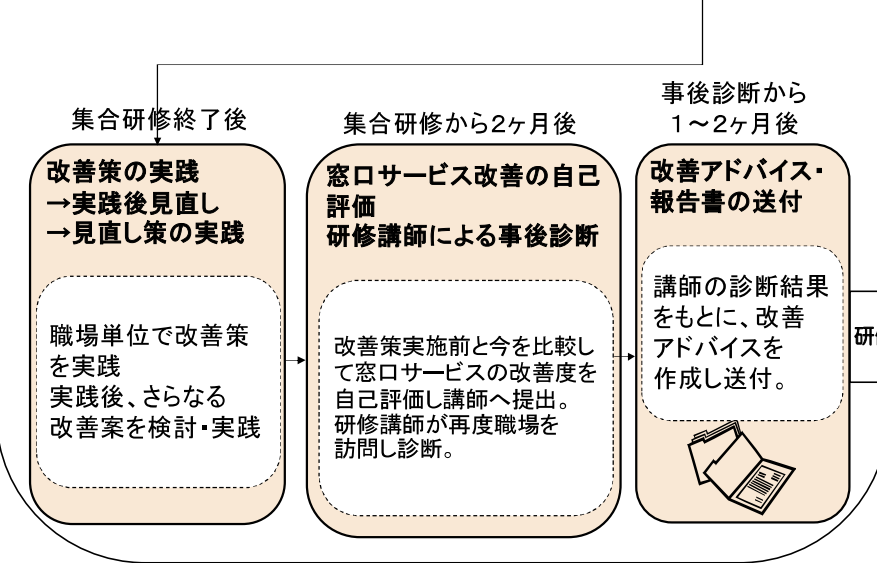 集合研修終了後
改善策の実践
→実践後見直し
→見直し策の実践
職場単位で改善策
を実践
実践後、さらなる
改善案を検討・実践
集合研修から2ヶ月後
窓口サービス改善の自己
評価
研修講師による事後診断
改善策実施前と今を比較し
て窓口サービスの改善度を
自己評価し講師へ提出。
研修講師が再度職場を
訪問し診断。
事後診断から
1～2ヶ月後
改善アドバイス・
報告書の送付
講師の診断結果
をもとに、改善
アドバイスを
作成し送付。
研